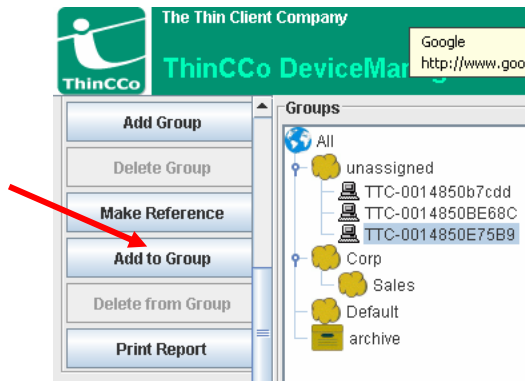 The Thin Client Company
ThinCCo
ThinCCo DeviceMa
Google
http://www.goo
Add Group
Delete Group
Make Reference
Add to Group
Delete from Group
Print Report
Groups
All
unassigned
TTC-0014850b7cdd
TTC-0014850BE68C
TTC-0014850E75B9
Corp
Sales
Default
archive